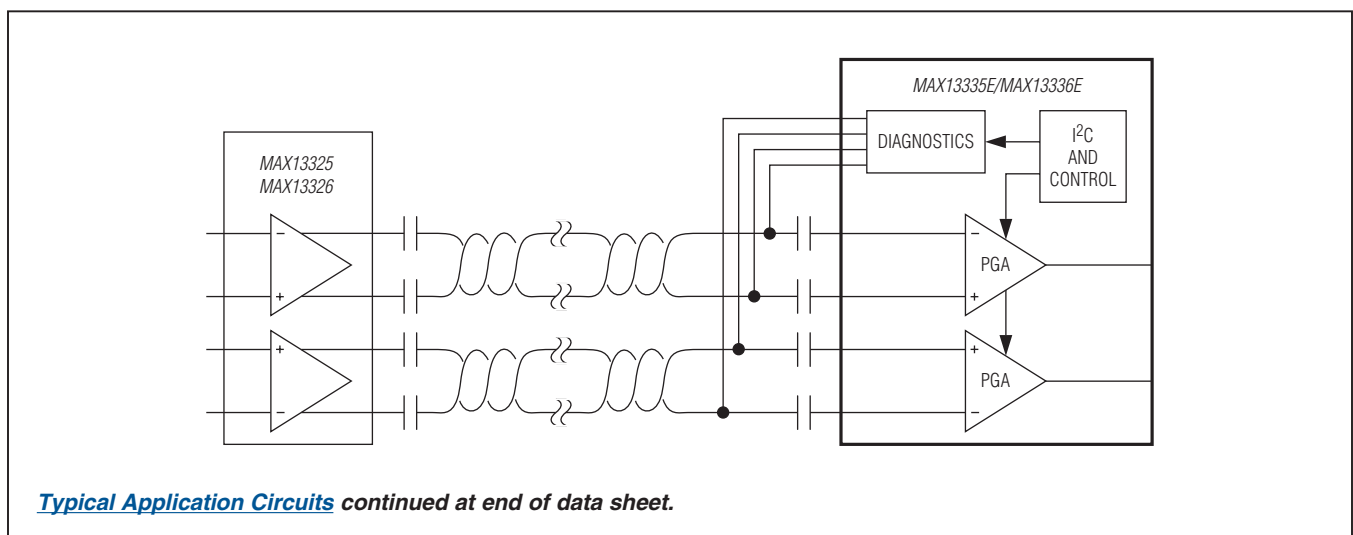 MAX13335E/MAX13336E
DIAGNOSTICS
I²C
AND
CONTROL
MAX13325
MAX13326
−
+
PGA
−
+
+
−
PGA
+
−
Typical Application Circuits continued at end of data sheet.